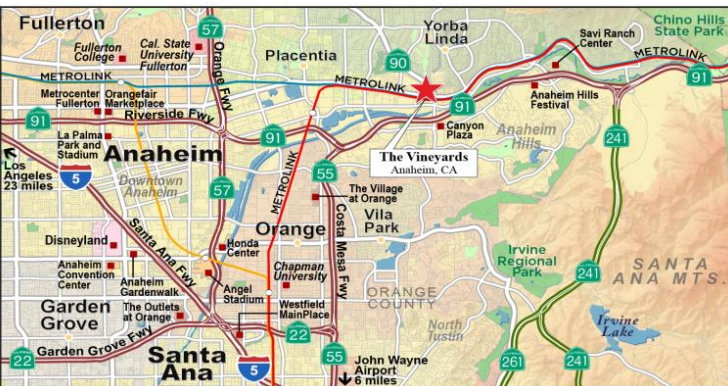 Fullerton
57
Yorba
Linda
Savi Ranch
Center
Chino Hills
State Park
Fullerton
College
Cal. State
University
Fullerton
Orange Fwy
Placentia
90
METROLINK
METROLINK
METROLINK
91
Metrocenter
Fullerton
Orangefair
Marketplace
Anaheim Hills
Festival
91
Riverside Fwy
91
91
Canyon
Plaza
Anaheim
Hills
241
La Palma
Park and
Stadium
Anaheim
The Vineyards
Anaheim, CA
Los
Angeles
23 miles
5
Downtown
Anaheim
57
METROLINK
55
The Village
at Orange
Costa Mesa Fwy
Vila
Park
Orange
Disneyland
Santa Ana Fwy
Honda
Center
Irvine
Regional
Park
SANTA
ANA MTS.
241
Anaheim
Convention
Center
Anaheim
Gardenwalk
Angel
Stadium
Chapman
University
ORANGE
COUNTY
Garden
Grove
The Outlets
at Orange
Westfield
MainPlace
North
Tustin
Irvine
Lake
22
Garden Grove Fwy
22
Santa
Ana
5
55
John Wayne
Airport
6 miles
261
241